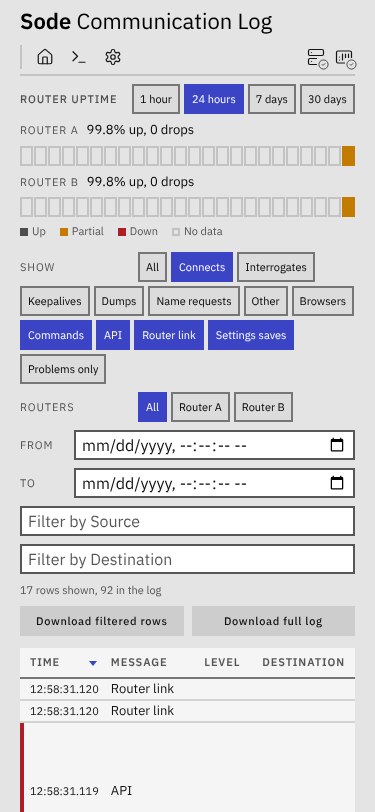 Sode Communication Log
ROUTER UPTIME 1 hour 24 hours 7 days 30 days
ROUTER A 99.8% up, 0 drops
ROUTER B 99.8% up, 0 drops
Up Partial Down No data
SHOW All Connects Interrogates
Keepalives Dumps Name requests Other Browsers
Commands API Router link Settings saves
Problems only
ROUTERS All Router A Router B
FROM mm/dd/yyyy, --:--:-- --
TO mm/dd/yyyy, --:--:-- --
Filter by Source
Filter by Destination
17 rows shown, 92 in the log
Download filtered rows Download full log
TIME MESSAGE LEVEL DESTINATION
12:58:31.120 Router link
12:58:31.120 Router link
12:58:31.119 API